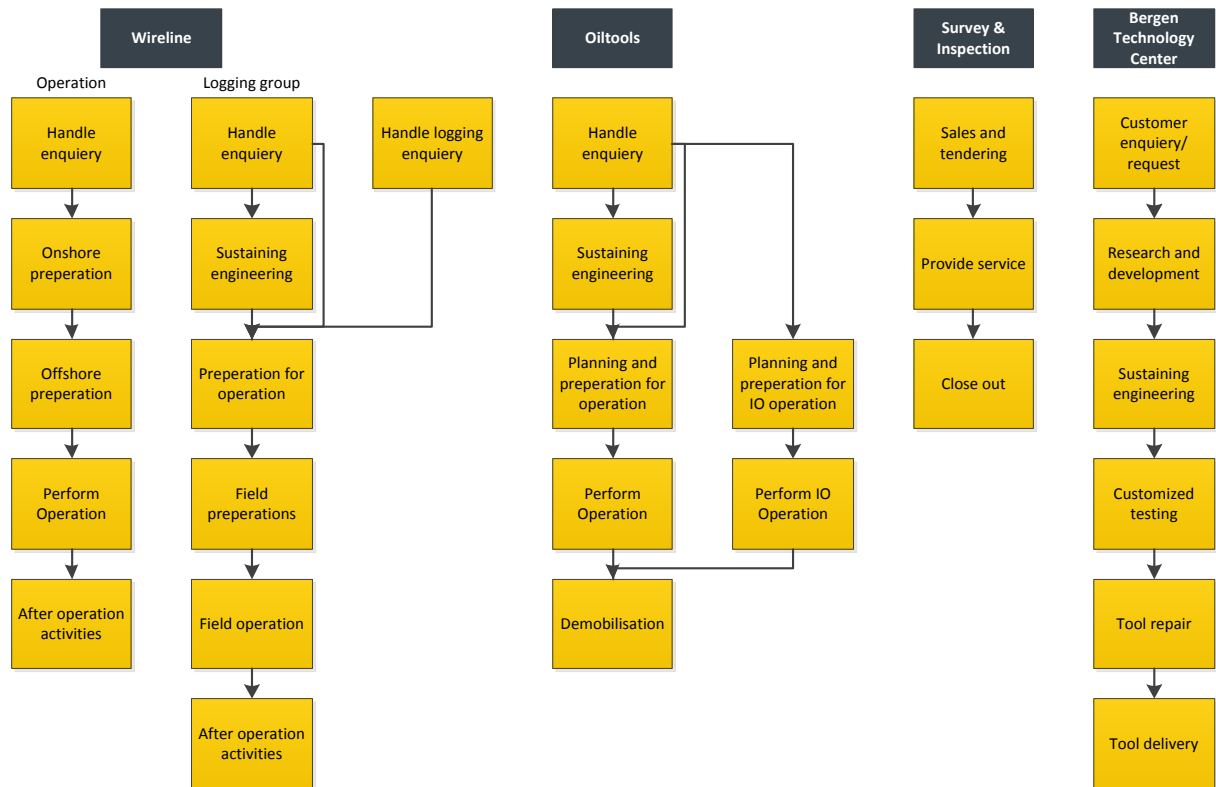 Wireline
Oiltools
Survey &
Inspection
Bergen
Technology
Center
Operation
Logging group
Handle
enquiery
Handle
enquiery
Handle logging
enquiery
Handle
enquiery
Sales and
tendering
Customer
enquiery/
request
Onshore
preperation
Sustaining
engineering
Sustaining
engineering
Provide service
Research and
development
Offshore
preperation
Preperation for
operation
Planning and
preperation for
operation
Planning and
preperation for
IO operation
Close out
Sustaining
engineering
Perform
Operation
Field
preperations
Perform
Operation
Perform IO
Operation
Customized
testing
After operation
activities
Field operation
Demobilisation
Tool repair
After operation
activities
Tool delivery